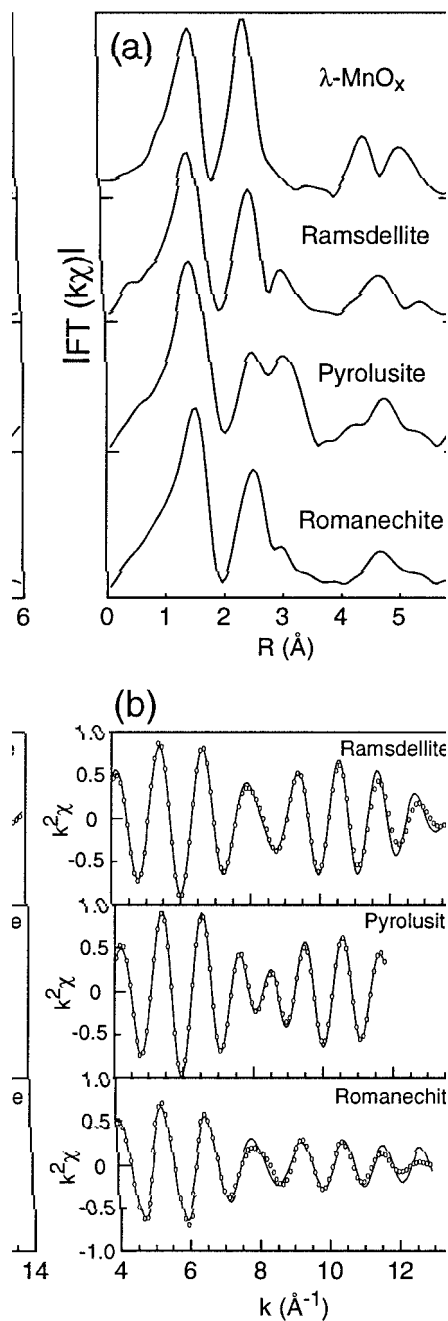 (a)
λ-MnOₓ
Ramsdellite
Pyrolusite
Romanechite
|FT (kχ)|
6
0 1 2 3 4 5
R (Å)
(b)
e
1.0
0.5
0
-0.5
k²χ
Ramsdellite
e
1.0
0.5
0
-0.5
k²χ
Pyrolusit
e
1.0
0.5
0
-0.5
-1.0
k²χ
Romanechit
14
4 6 8 10 12
k (Å⁻¹)